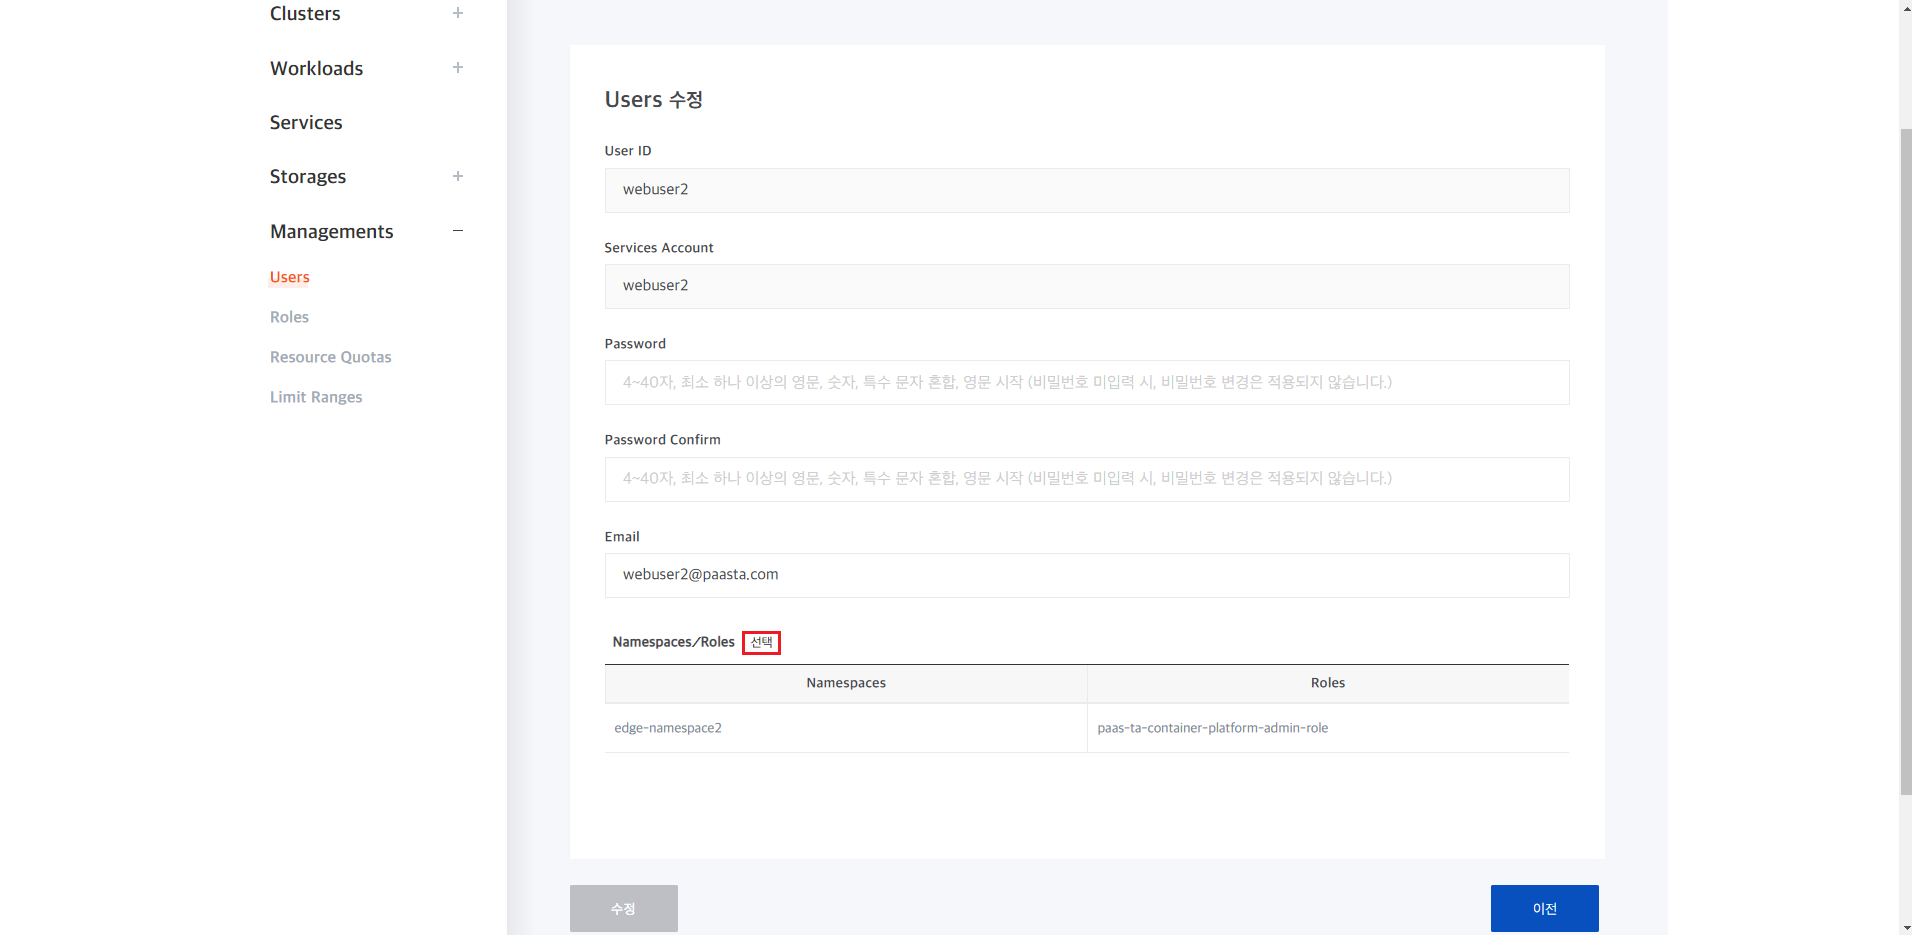 Clusters
Workloads
Services
Storages
Managements
Users
Roles
Resource Quotas
Limit Ranges
Users 수정
User ID
webuser2
Services Account
webuser2
Password
4~40자, 최소 하나 이상의 영문, 숫자, 특수 문자 혼합, 영문 시작 (비밀번호 미입력 시, 비밀번호 변경은 적용되지 않습니다.)
Password Confirm
4~40자, 최소 하나 이상의 영문, 숫자, 특수 문자 혼합, 영문 시작 (비밀번호 미입력 시, 비밀번호 변경은 적용되지 않습니다.)
Email
webuser2@paasta.com
Namespaces/Roles 선택
Namespaces Roles
edge-namespace2 paas-ta-container-platform-admin-role
수정 이전